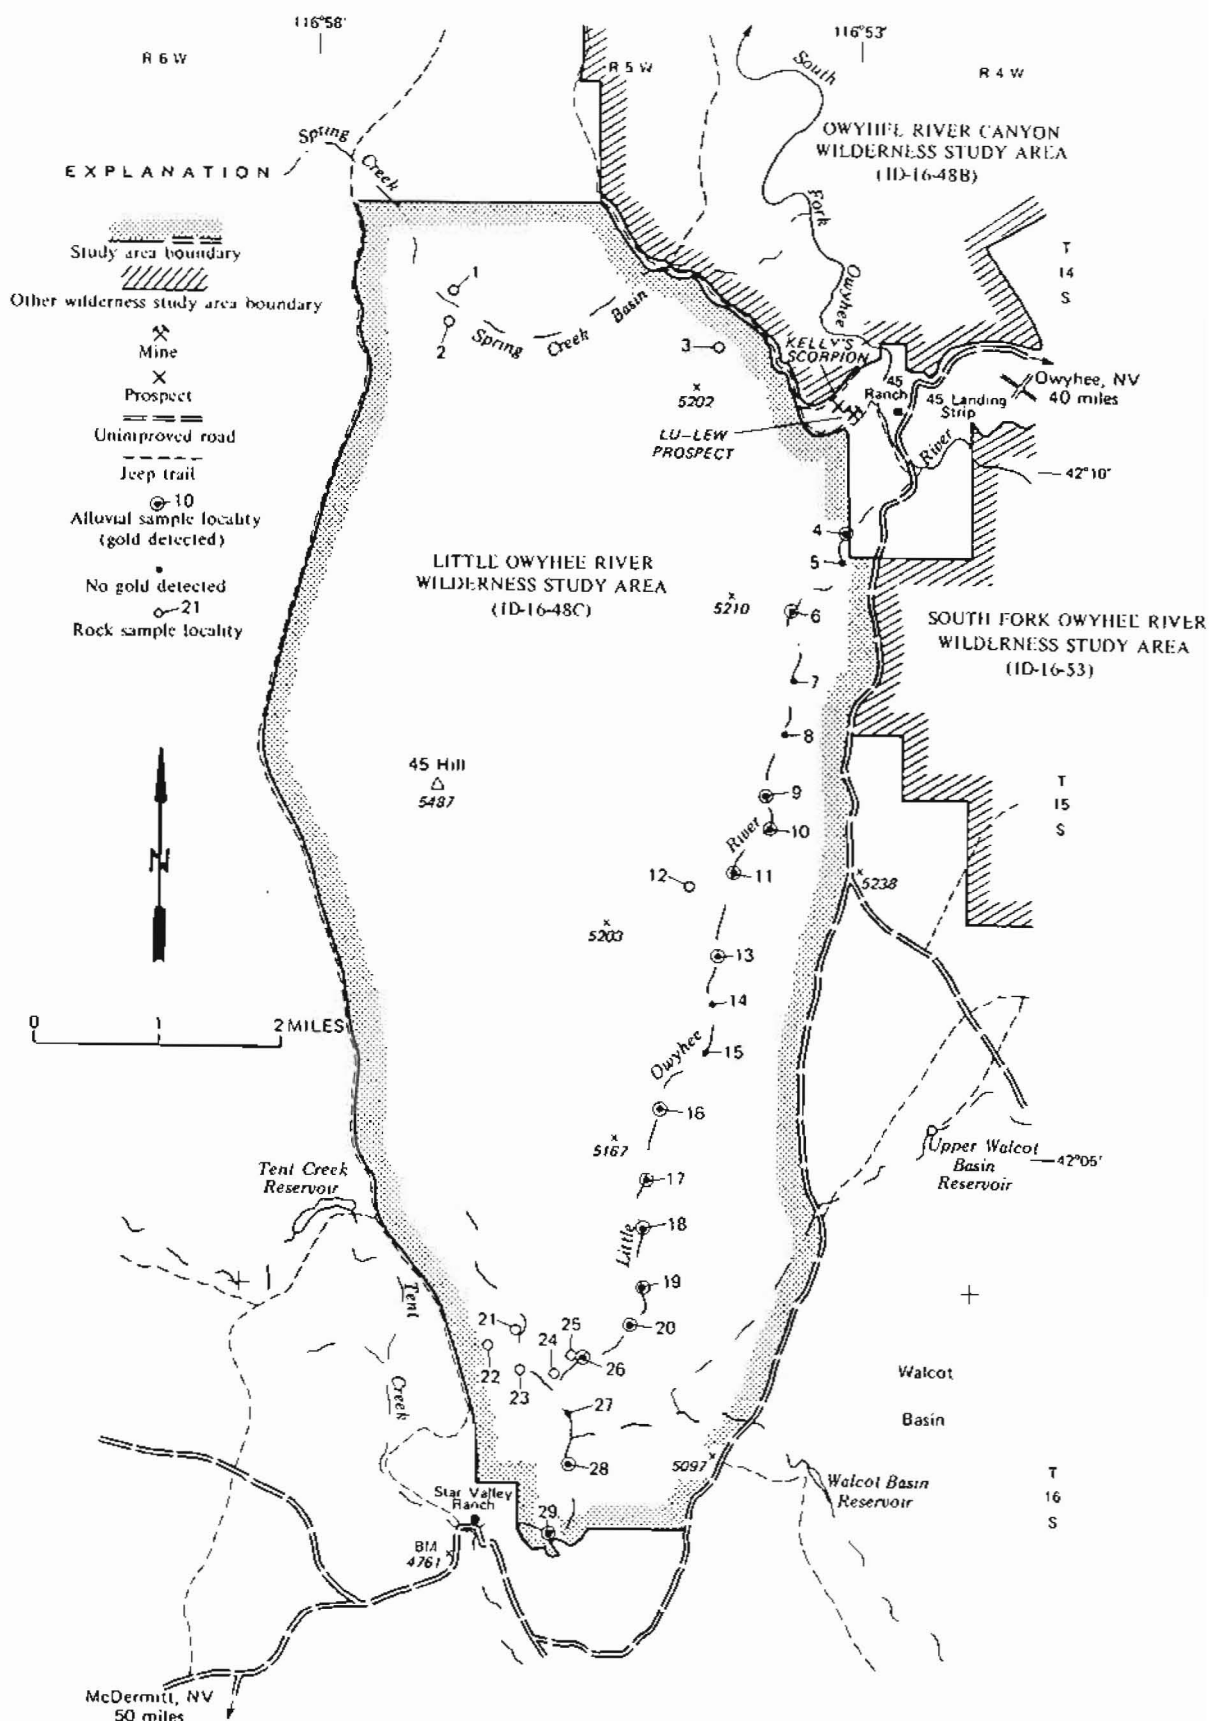 116°58'
116°53'
R 6 W
R 5 W
R 4 W
South
Fork
Owyhee
River
OWYHEE RIVER CANYON
WILDERNESS STUDY AREA
(ID-16-48B)
Spring
Creek
EXPLANATION
Study area boundary
Other wilderness study area boundary
Mine
Prospect
Unimproved road
Jeep trail
10
Alluvial sample locality
(gold detected)
No gold detected
21
Rock sample locality
T
14
S
1
2
Spring Creek Basin
3
5202
KELLY'S
SCORPION
LU-LEW
PROSPECT
45
Ranch
45 Landing
Strip
Owyhee, NV
40 miles
42°10'
4
5
LITTLE OWYHEE RIVER
WILDERNESS STUDY AREA
(ID-16-48C)
5210
6
SOUTH FORK OWYHEE RIVER
WILDERNESS STUDY AREA
(ID-16-53)
7
8
45 Hill
5487
N
T
15
S
9
10
River
11
12
5238
5203
13
14
0 1 2 MILES
15
Owyhee
16
5167
Upper Walcot
Basin
Reservoir
42°05'
Tent Creek
Reservoir
17
18
Little
19
Tent
20
21
22
23
24
25
26
Creek
Walcot
Basin
27
28
5097
Walcot Basin
Reservoir
T
16
S
Star Valley
Ranch
29
BM
4761
McDermitt, NV
50 miles